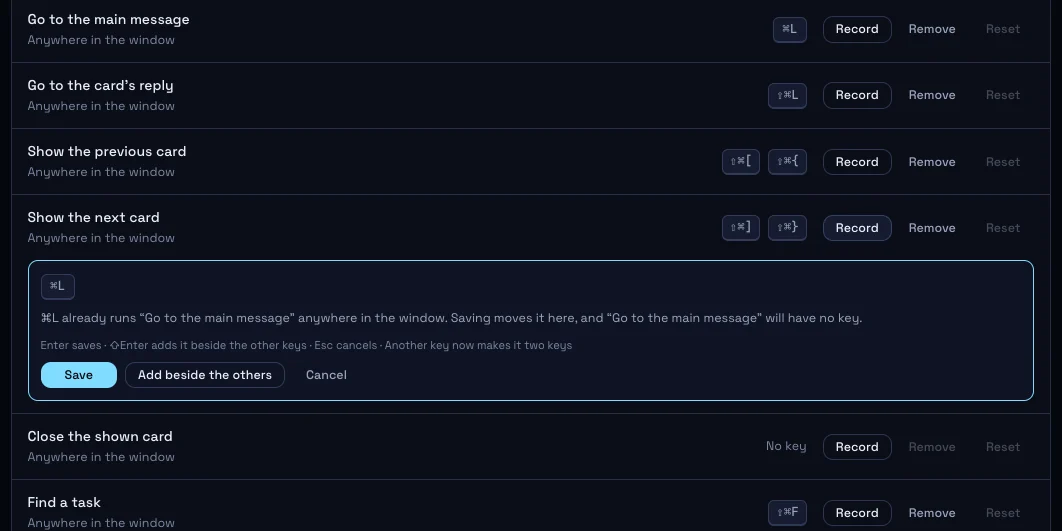 Go to the main message
Anywhere in the window
⌘L Record Remove Reset
Go to the card's reply
Anywhere in the window
⇧⌘L Record Remove Reset
Show the previous card
Anywhere in the window
⇧⌘[ ⇧⌘{ Record Remove Reset
Show the next card
Anywhere in the window
⇧⌘] ⇧⌘} Record Remove Reset
⌘L
⌘L already runs “Go to the main message” anywhere in the window. Saving moves it here, and “Go to the main message” will have no key.
Enter saves · ⇧Enter adds it beside the other keys · Esc cancels · Another key now makes it two keys
Save Add beside the others Cancel
Close the shown card
Anywhere in the window
No key Record Remove Reset
Find a task
Anywhere in the window
⇧⌘F Record Remove Reset